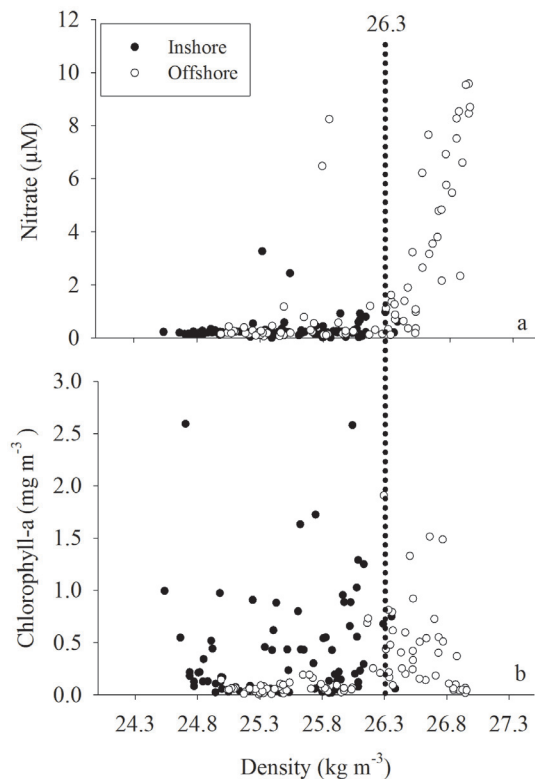 26.3
12
10
8
6
4
2
0
Inshore
Offshore
Nitrate (µM)
a
3.0
2.5
2.0
1.5
1.0
0.5
0.0
Chlorophyll-a (mg m⁻³)
b
24.3 24.8 25.3 25.8 26.3 26.8 27.3
Density (kg m⁻³)